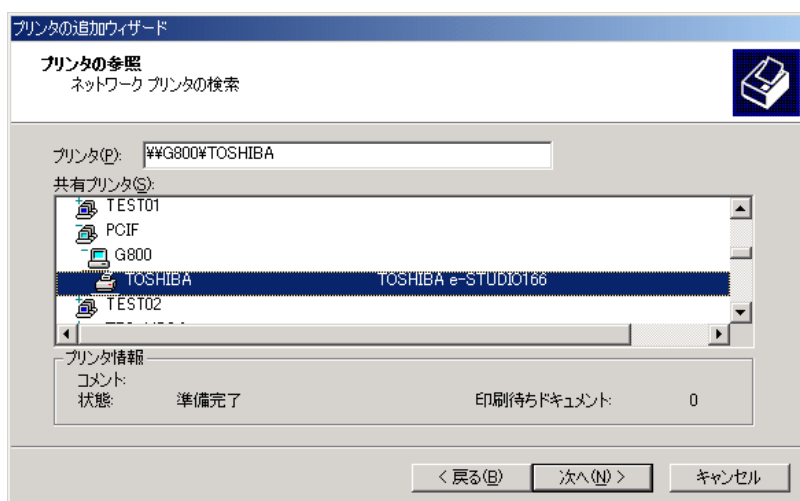 プリンタの追加ウィザード
プリンタの参照
ネットワーク プリンタの検索
プリンタ(P): ¥¥G800¥TOSHIBA
共有プリンタ(S):
TEST01
PCIF
G800
TOSHIBA TOSHIBA e-STUDIO166
TEST02
プリンタ情報
コメント:
状態: 準備完了 印刷待ちドキュメント: 0
< 戻る(B) 次へ(N) > キャンセル